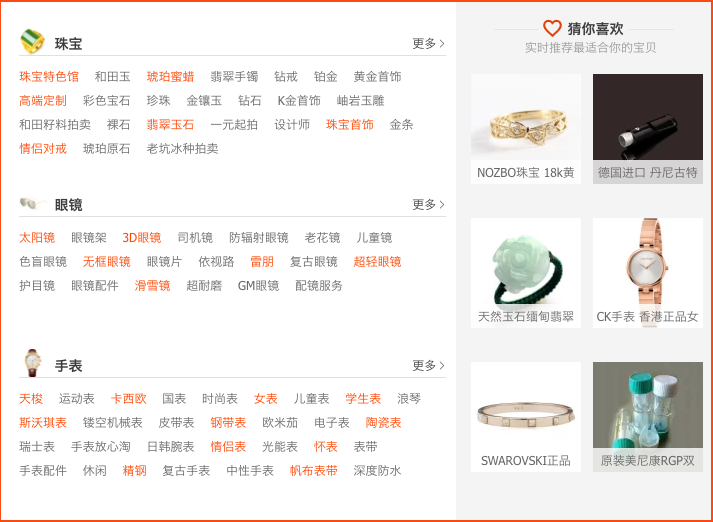 珠宝 更多
珠宝特色馆 和田玉 琥珀蜜蜡 翡翠手镯 钻戒 铂金 黄金首饰
高端定制 彩色宝石 珍珠 金镶玉 钻石 K金首饰 岫岩玉雕
和田籽料拍卖 裸石 翡翠玉石 一元起拍 设计师 珠宝首饰 金条
情侣对戒 琥珀原石 老坑冰种拍卖
眼镜 更多
太阳镜 眼镜架 3D眼镜 司机镜 防辐射眼镜 老花镜 儿童镜
色盲眼镜 无框眼镜 眼镜片 依视路 雷朋 复古眼镜 超轻眼镜
护目镜 眼镜配件 滑雪镜 超耐磨 GM眼镜 配镜服务
手表 更多
天梭 运动表 卡西欧 国表 时尚表 女表 儿童表 学生表 浪琴
斯沃琪表 镂空机械表 皮带表 钢带表 欧米茄 电子表 陶瓷表
瑞士表 手表放心淘 日韩腕表 情侣表 光能表 怀表 表带
手表配件 休闲 精钢 复古手表 中性手表 帆布表带 深度防水
猜你喜欢
实时推荐最适合你的宝贝
NOZBO珠宝 18k黄
德国进口 丹尼古特
天然玉石缅甸翡翠
CK手表 香港正品女
SWAROVSKI正品
原装美尼康RGP双